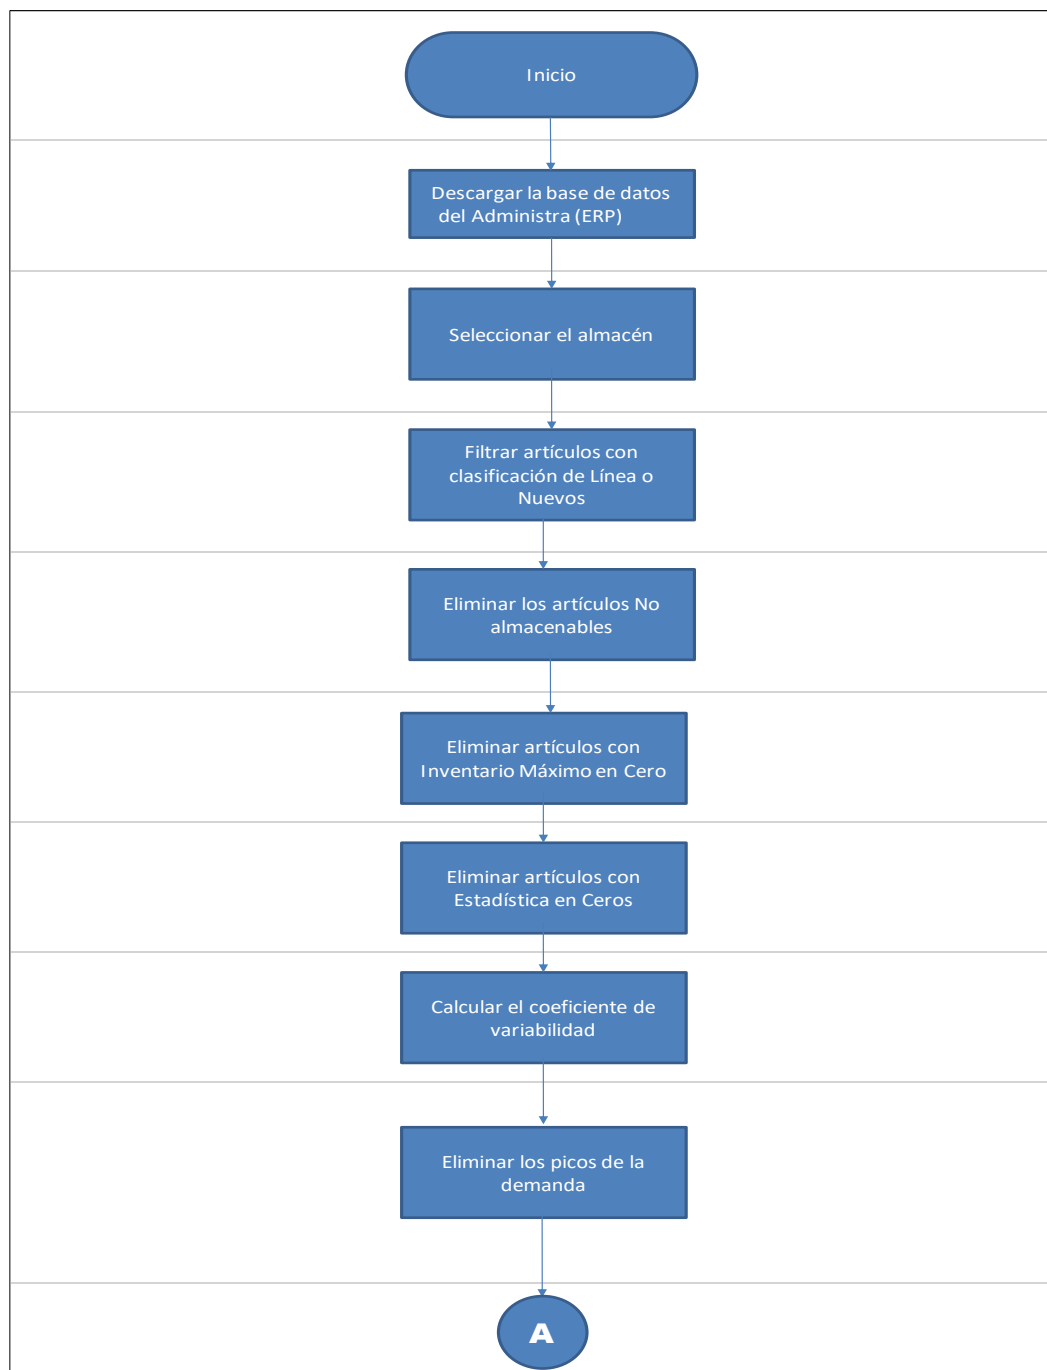 Inicio
Descargar la base de datos
del Administra (ERP)
Seleccionar el almacén
Filtrar artículos con
clasificación de Línea o
Nuevos
Eliminar los artículos No
almacenables
Eliminar artículos con
Inventario Máximo en Cero
Eliminar artículos con
Estadística en Ceros
Calcular el coeficiente de
variabilidad
Eliminar los picos de la
demanda
A